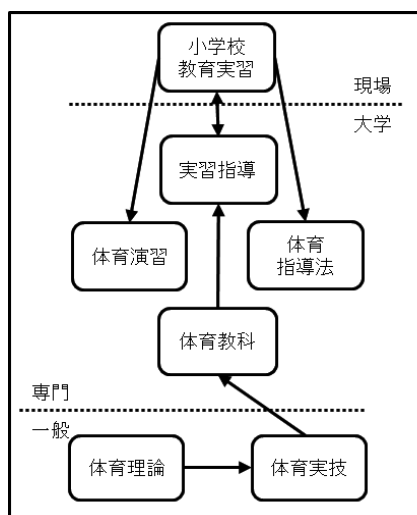 小学校
教育実習
現場
大学
実習指導
体育演習
体育
指導法
体育教科
専門
一般
体育理論
体育実技